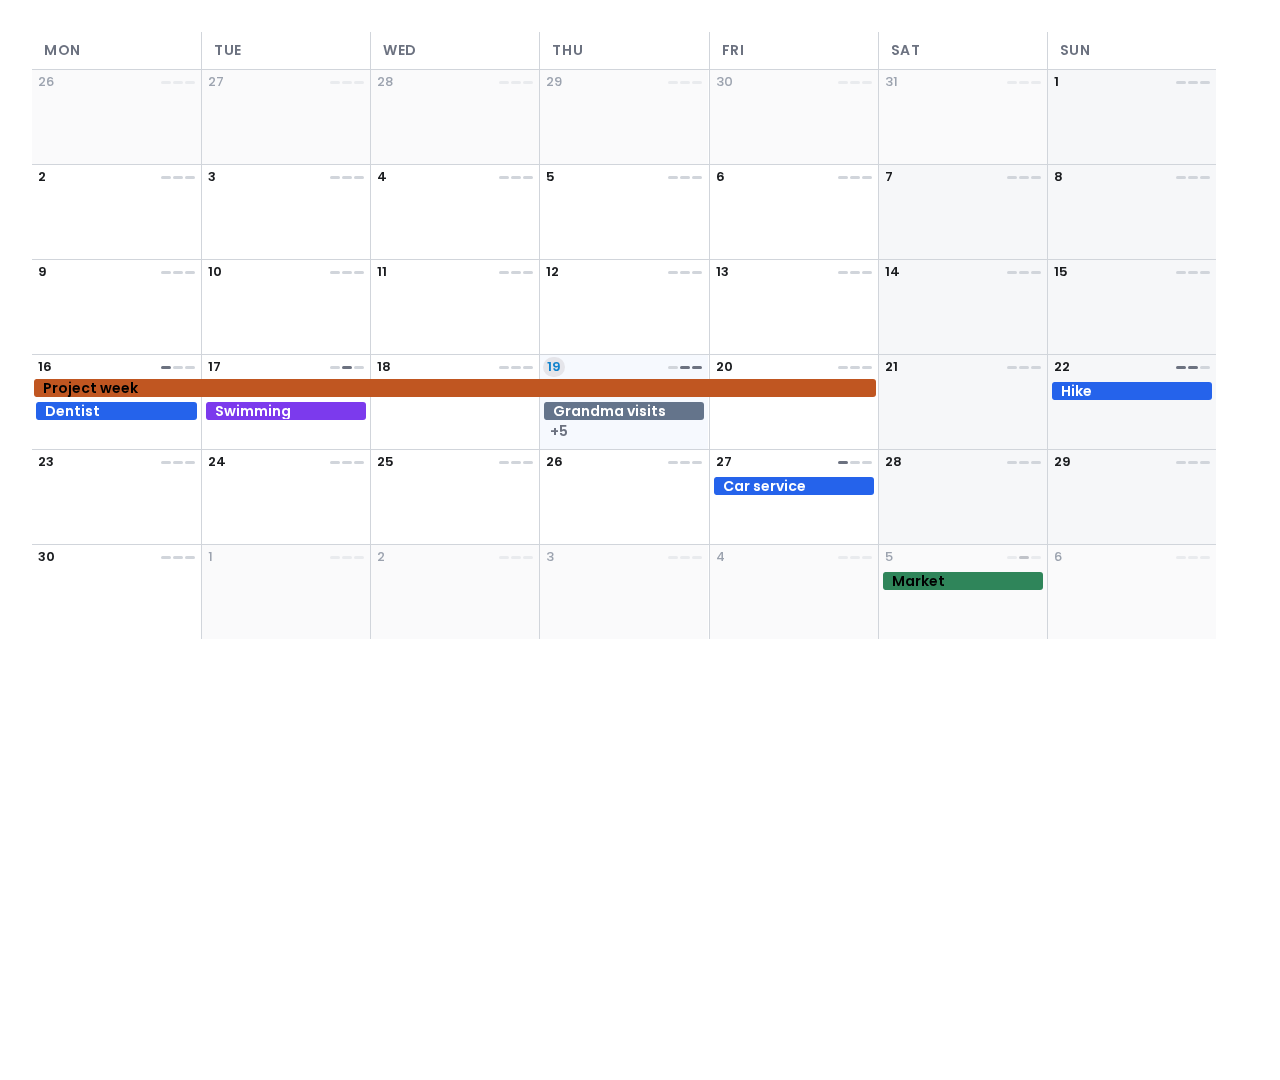 MON TUE WED THU FRI SAT SUN
26 27 28 29 30 31 1
2 3 4 5 6 7 8
9 10 11 12 13 14 15
16 17 18 19 20 21 22
Project week
Hike
Dentist Swimming Grandma visits
+5
23 24 25 26 27 28 29
Car service
30 1 2 3 4 5 6
Market